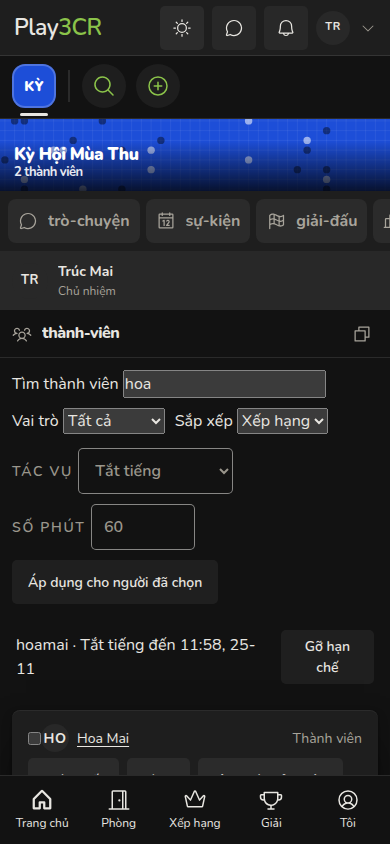 Play3CR
TR
KỲ
Kỳ Hội Mùa Thu
2 thành viên
trò-chuyện
sự-kiện
giải-đấu
TR
Trúc Mai
Chủ nhiệm
thành-viên
Tìm thành viên hoa
Vai trò Tất cả Sắp xếp Xếp hạng
TÁC VỤ Tắt tiếng
SỐ PHÚT 60
Áp dụng cho người đã chọn
hoamai · Tắt tiếng đến 11:58, 25-
11
Gỡ hạn
chế
HO Hoa Mai Thành viên
Trang chủ Phòng Xếp hạng Giải Tôi